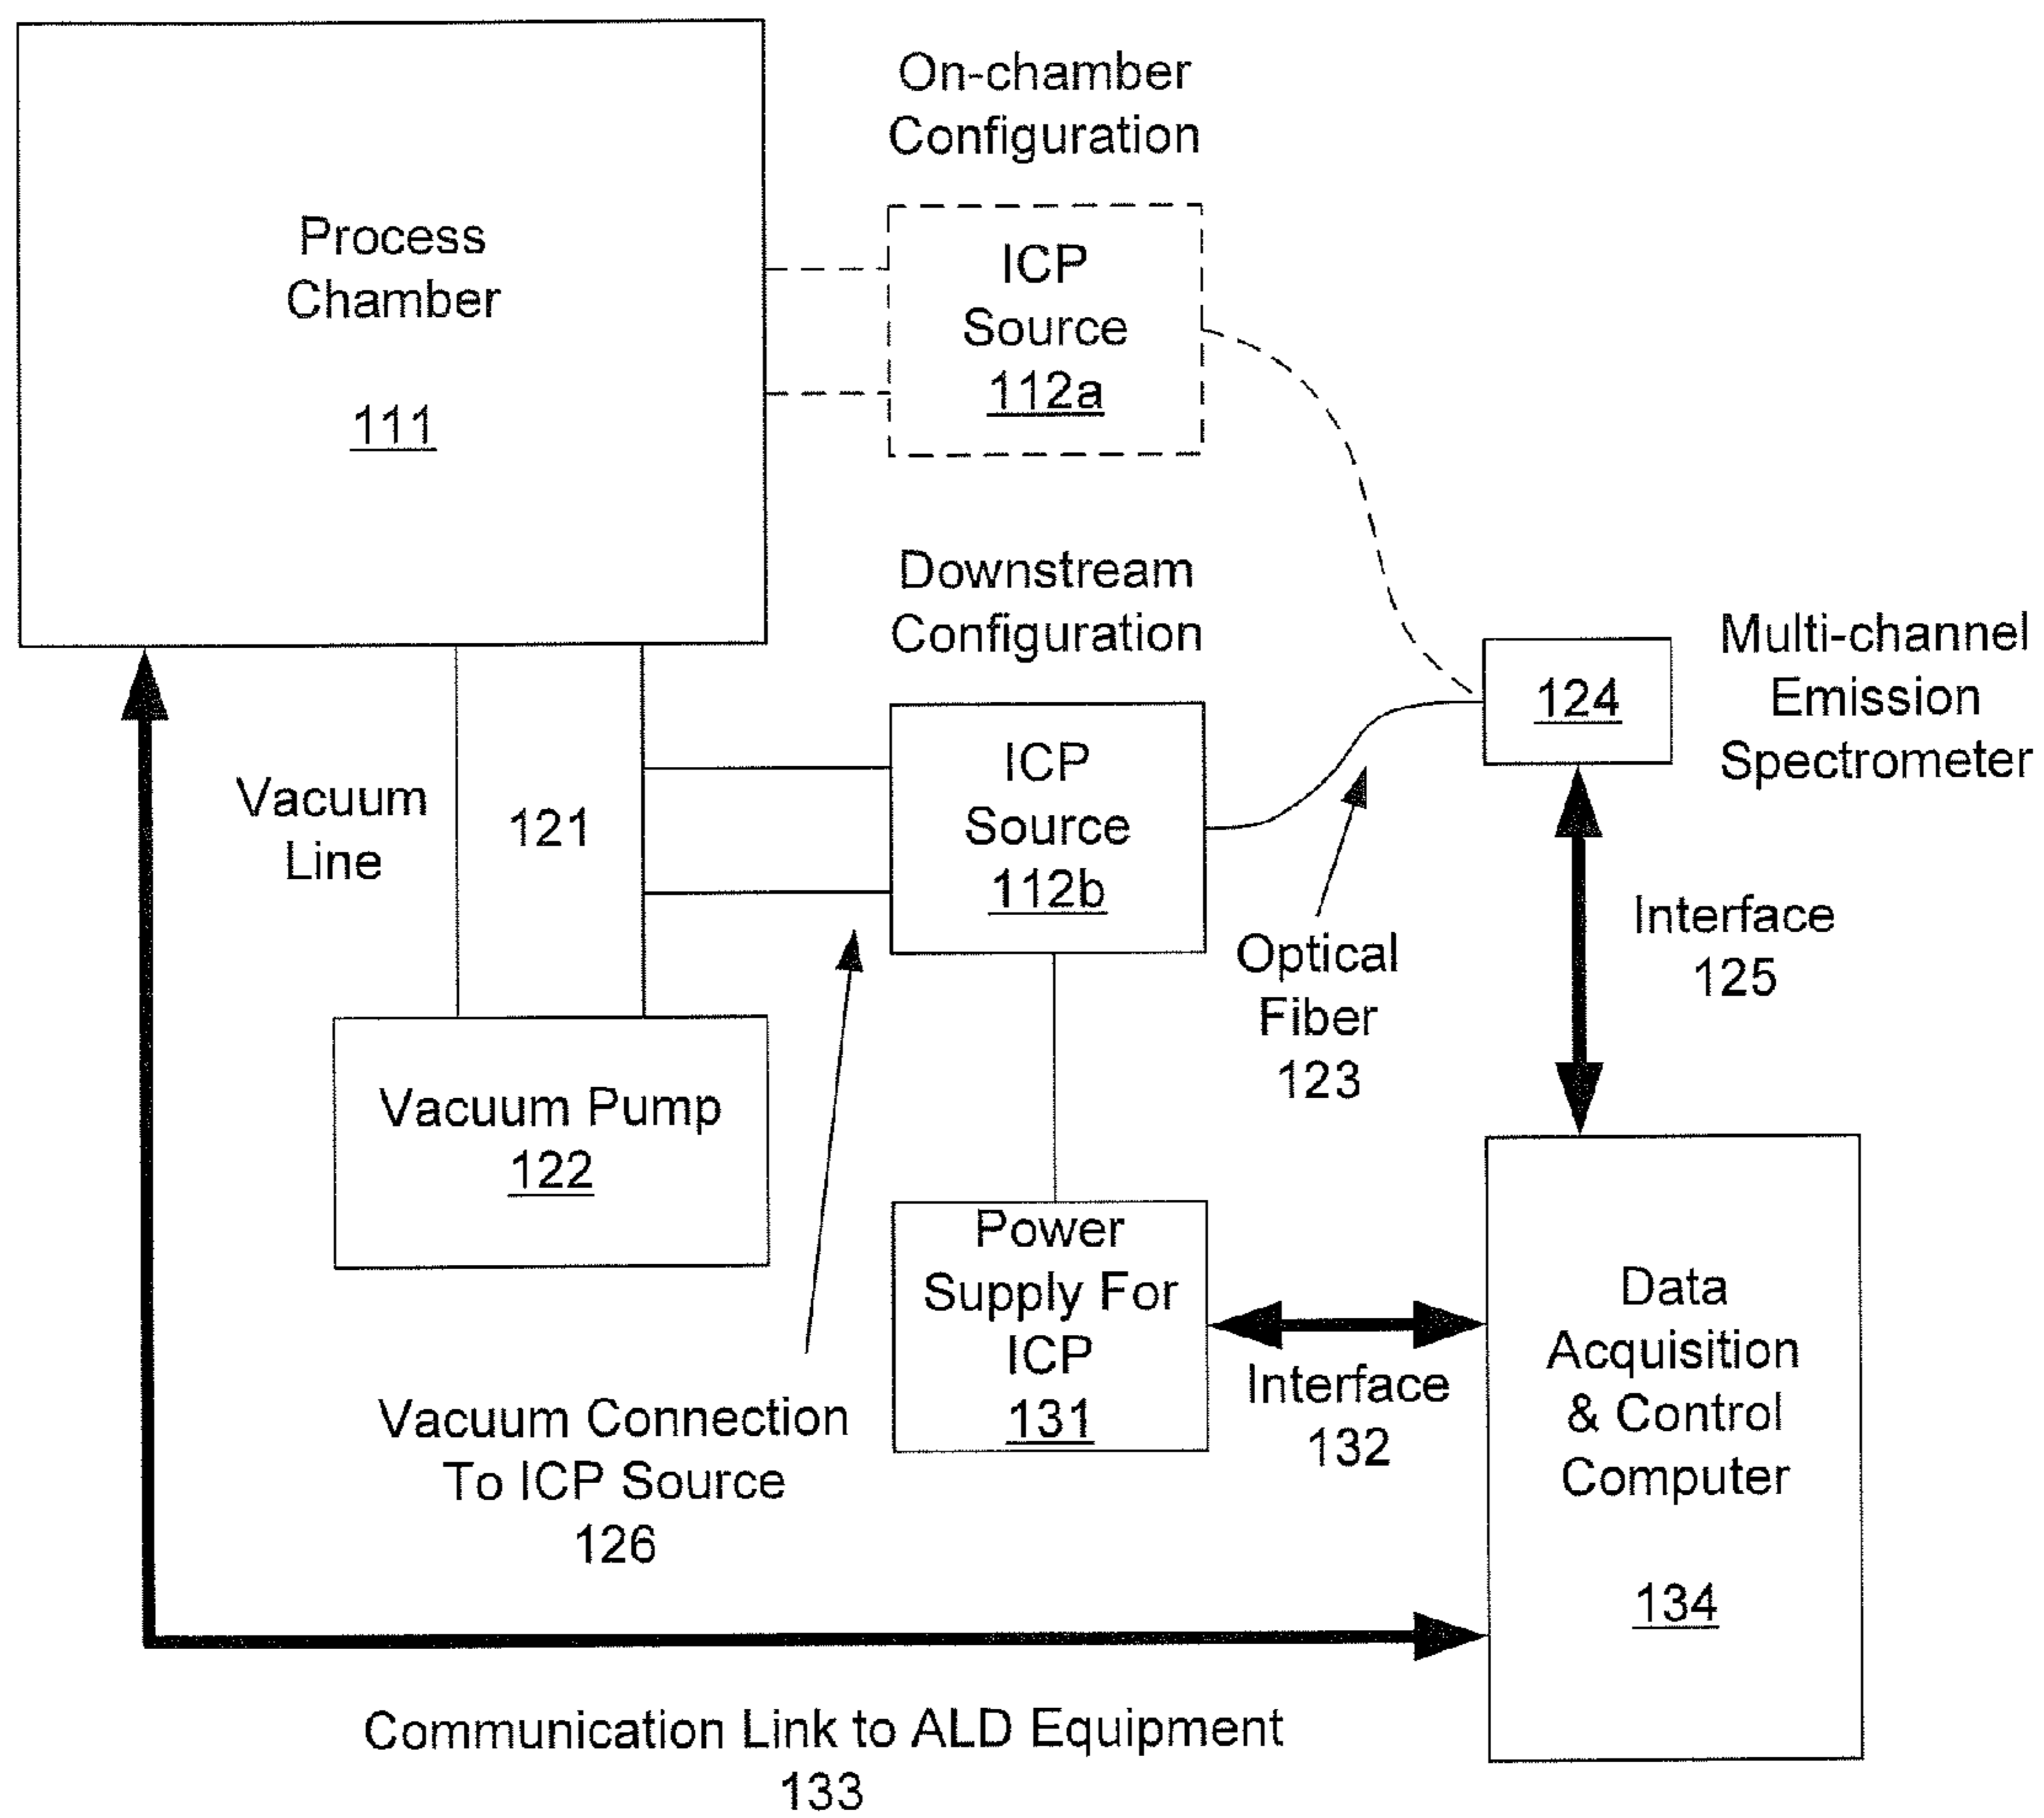 On-chamber
Configuration
Process
Chamber
111
ICP
Source
112a
Downstream
Configuration
Multi-channel
Emission
Spectrometer
124
Vacuum
Line
121
ICP
Source
112b
Optical
Fiber
123
Interface
125
Vacuum Pump
122
Power
Supply For
ICP
131
Interface
132
Data
Acquisition
& Control
Computer
134
Vacuum Connection
To ICP Source
126
Communication Link to ALD Equipment
133